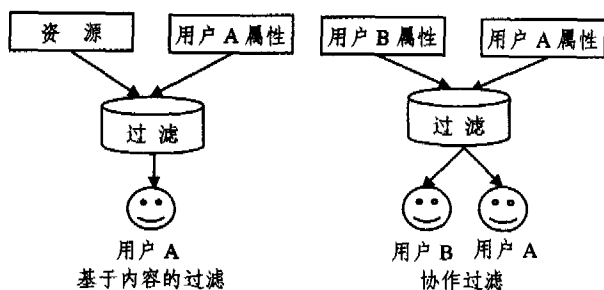 资 源
用户 A 属性
过 滤
用户 A
基于内容的过滤
用户 B 属性
用户 A 属性
过 滤
用户 B
用户 A
协作过滤